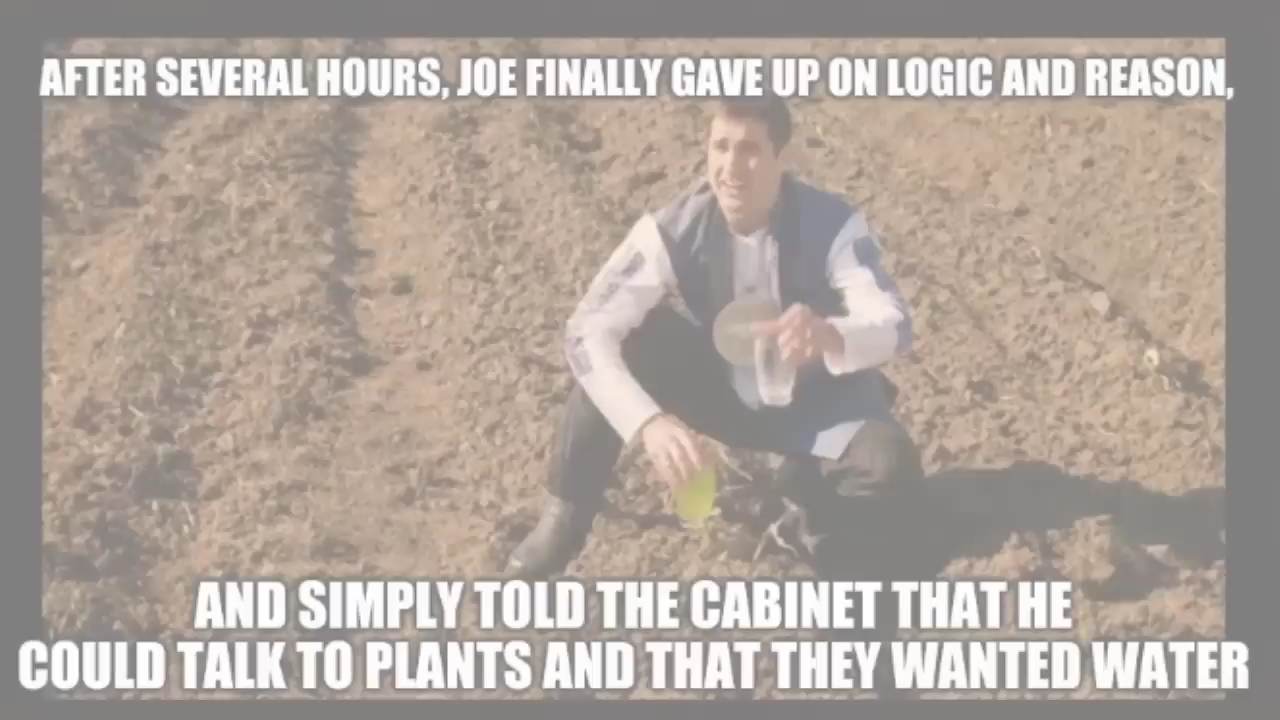 AFTER SEVERAL HOURS, JOE FINALLY GAVE UP ON LOGIC AND REASON,
AND SIMPLY TOLD THE CABINET THAT HE
COULD TALK TO PLANTS AND THAT THEY WANTED WATER